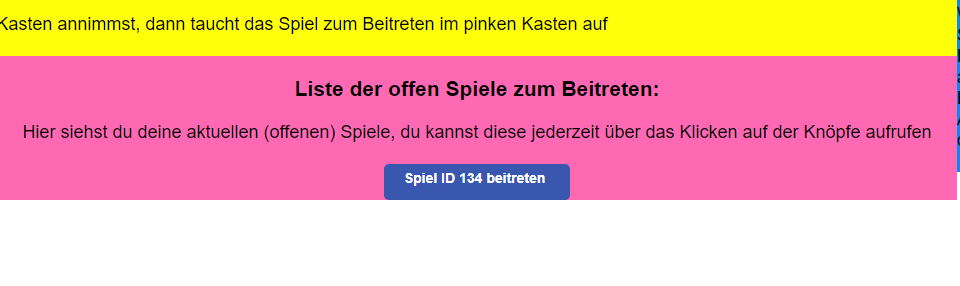 Kasten annimmst, dann taucht das Spiel zum Beitreten im pinken Kasten auf
Liste der offen Spiele zum Beitreten:
Hier siehst du deine aktuellen (offenen) Spiele, du kannst diese jederzeit über das Klicken auf der Knöpfe aufrufen
Spiel ID 134 beitreten